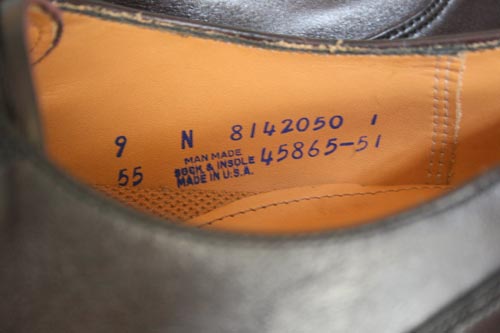 9 N 8142050 1
55 MAN MADE 45865-51
SOCK & INSOLE
MADE IN U.S.A.